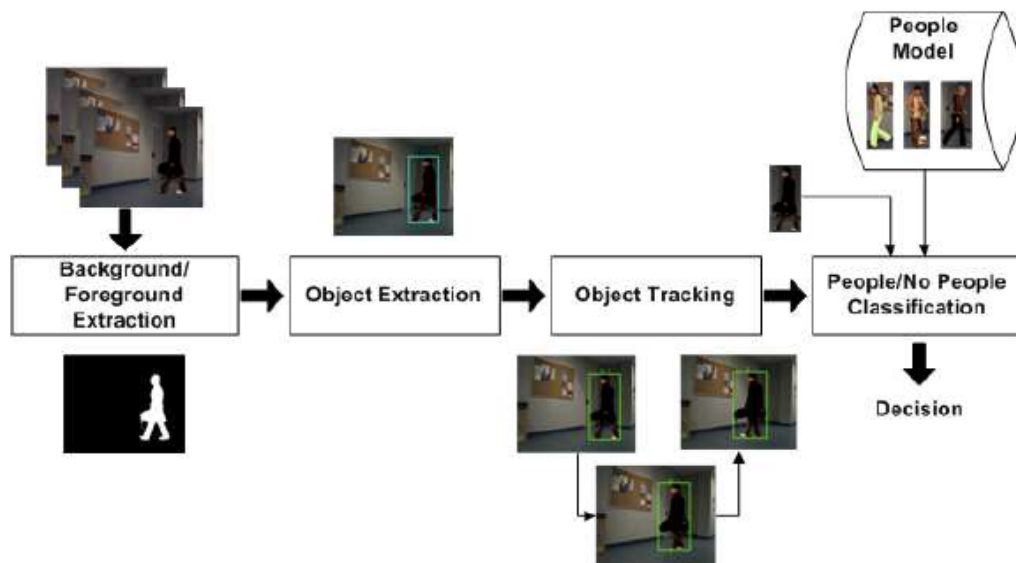 People
Model
Background/
Foreground
Extraction
Object Extraction
Object Tracking
People/No People
Classification
Decision